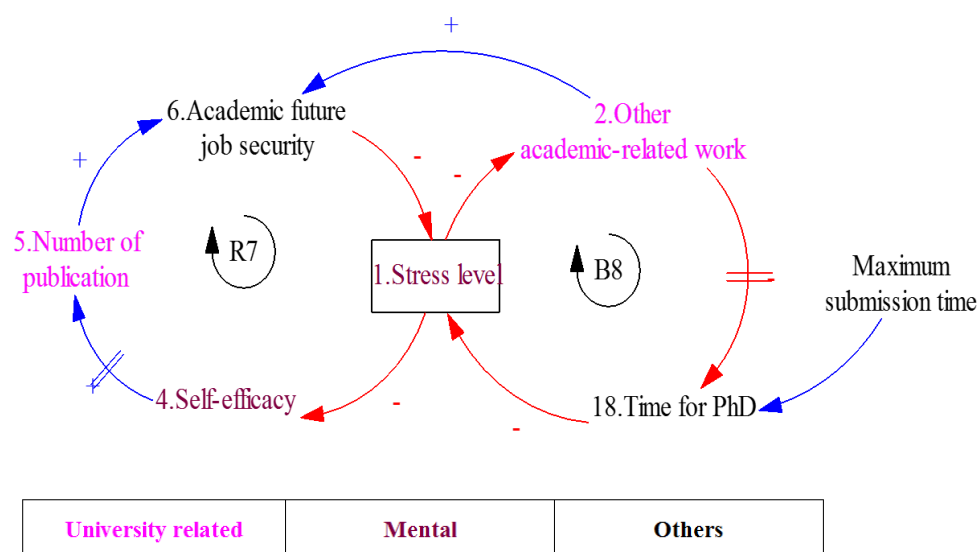 +
6.Academic future
job security
2.Other
academic-related work
+
-
-
5.Number of
publication
R7
1.Stress level
B8
-
Maximum
submission time
+
4.Self-efficacy
-
18.Time for PhD
-
University related
Mental
Others